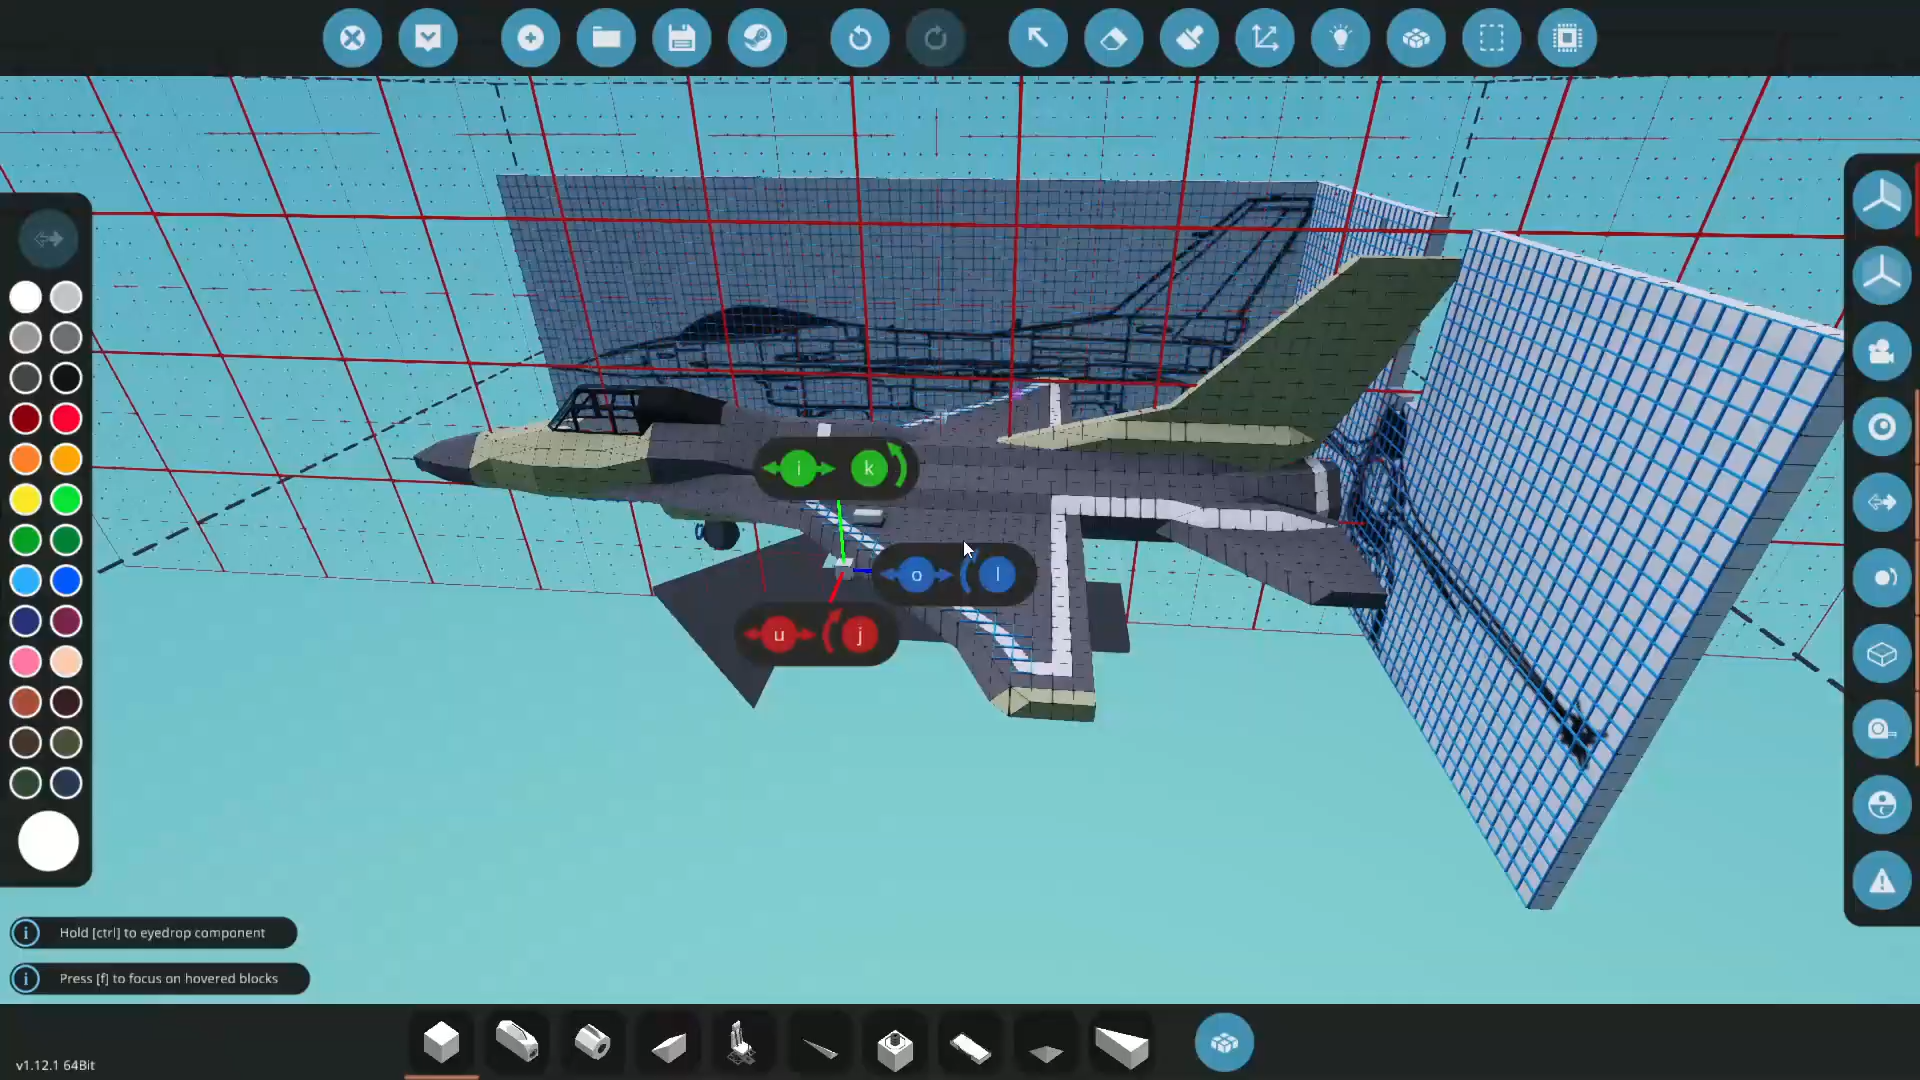 i k
o l
u j
Hold [ctrl] to eyedrop component
Press [f] to focus on hovered blocks
v1.12.1 64Bit